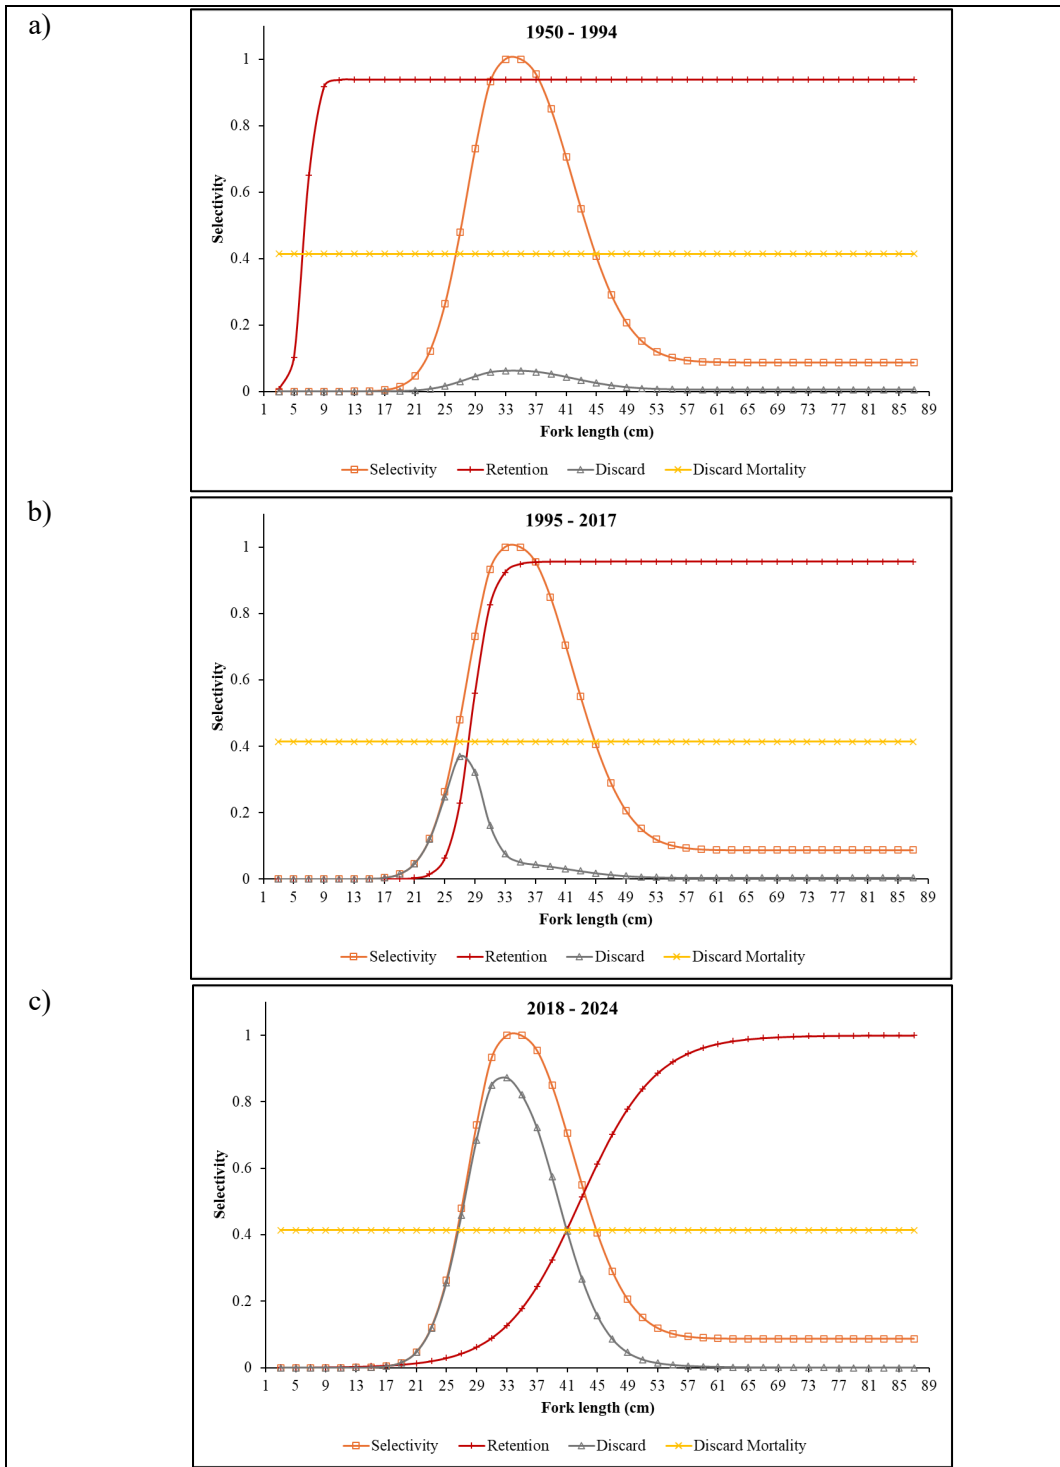 a)
1950 - 1994
Selectivity
1
0.8
0.6
0.4
0.2
0
1 5 9 13 17 21 25 29 33 37 41 45 49 53 57 61 65 69 73 77 81 85 89
Fork length (cm)
Selectivity Retention Discard Discard Mortality
b)
1995 - 2017
Selectivity
1
0.8
0.6
0.4
0.2
0
1 5 9 13 17 21 25 29 33 37 41 45 49 53 57 61 65 69 73 77 81 85 89
Fork length (cm)
Selectivity Retention Discard Discard Mortality
c)
2018 - 2024
Selectivity
1
0.8
0.6
0.4
0.2
0
1 5 9 13 17 21 25 29 33 37 41 45 49 53 57 61 65 69 73 77 81 85 89
Fork length (cm)
Selectivity Retention Discard Discard Mortality